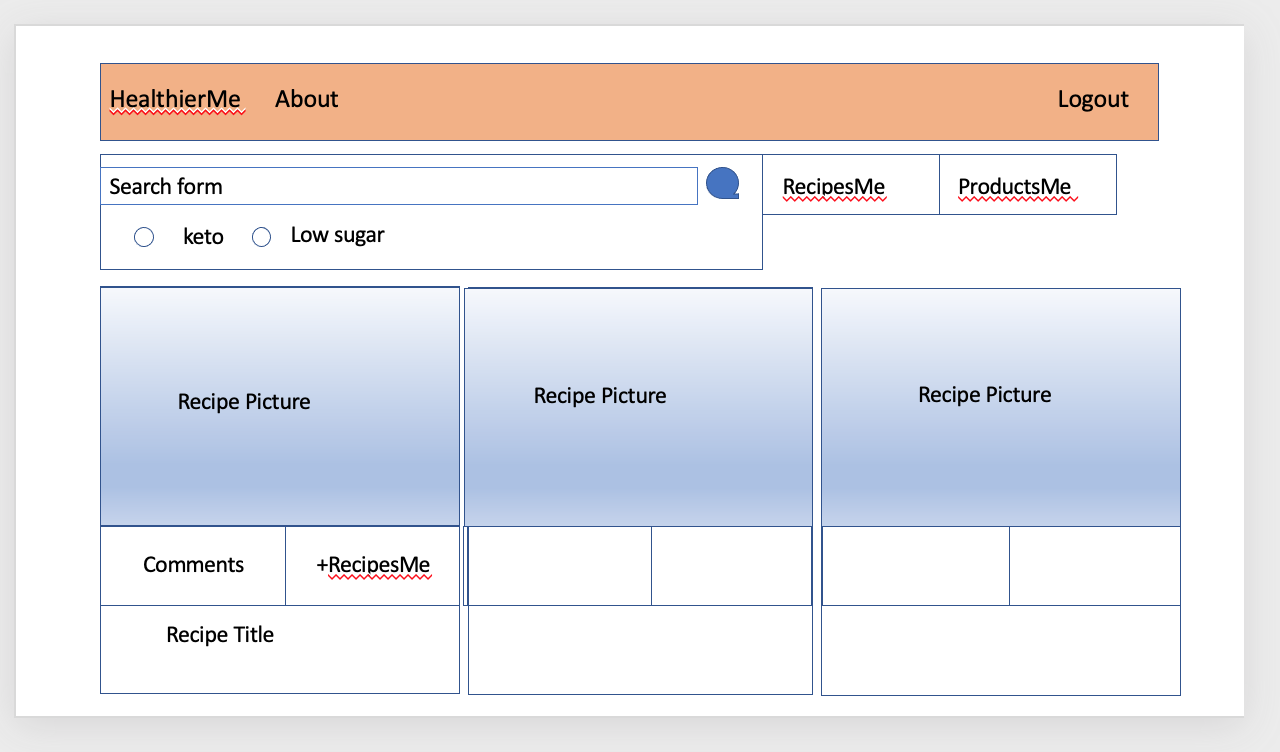 HealthierMe About Logout
Search form
RecipesMe ProductsMe
keto Low sugar
Recipe Picture
Recipe Picture
Recipe Picture
Comments +RecipesMe
Recipe Title